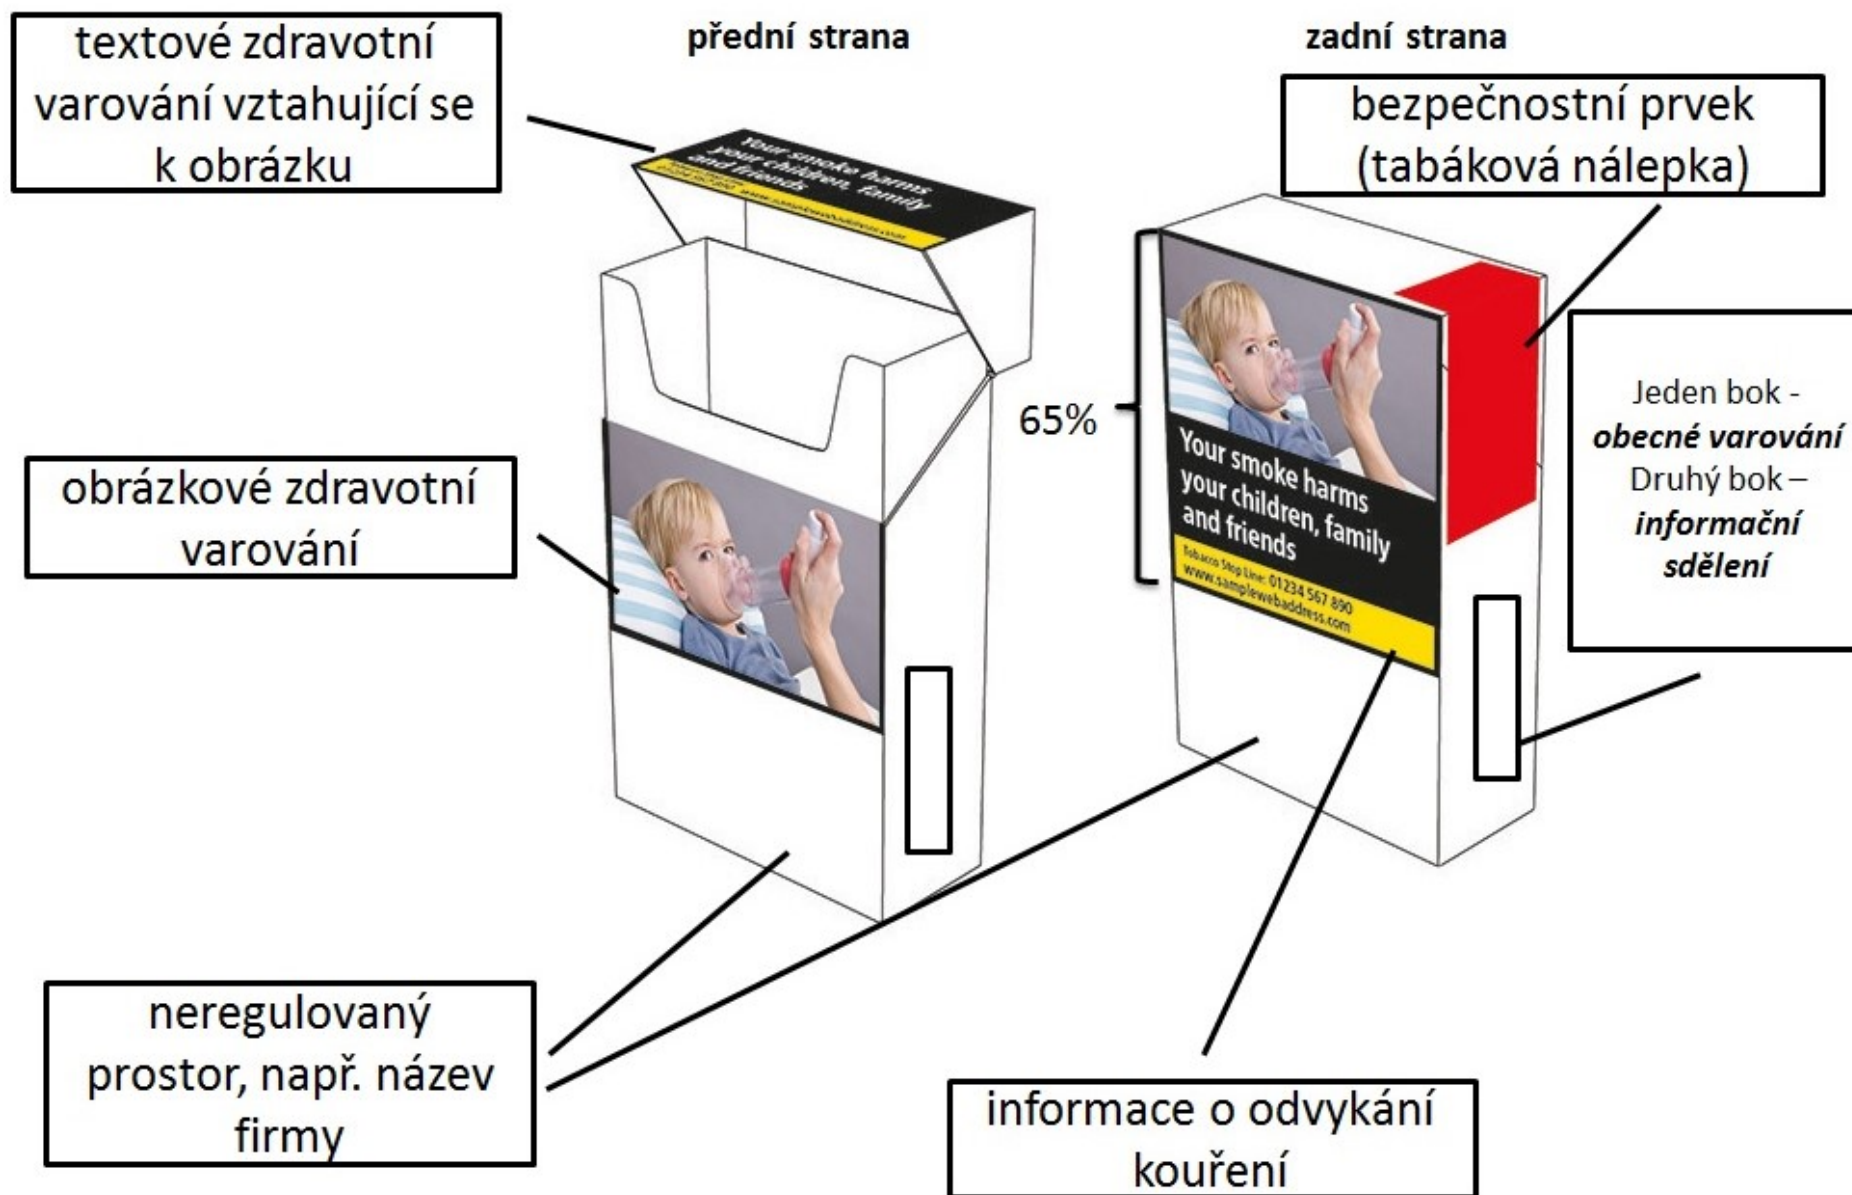 textové zdravotní
varování vztahující se
k obrázku
přední strana
zadní strana
bezpečnostní prvek
(tabáková nálepka)
Your smoke harms
your children, family
and friends
65%
Your smoke harms
your children, family
and friends
Tobacco Stop Line: 01234 567 890
www.samplewebaddress.com
Jeden bok -
obecné varování
Druhý bok –
informační
sdělení
obrázkové zdravotní
varování
neregulovaný
prostor, např. název
firmy
informace o odvykání
kouření